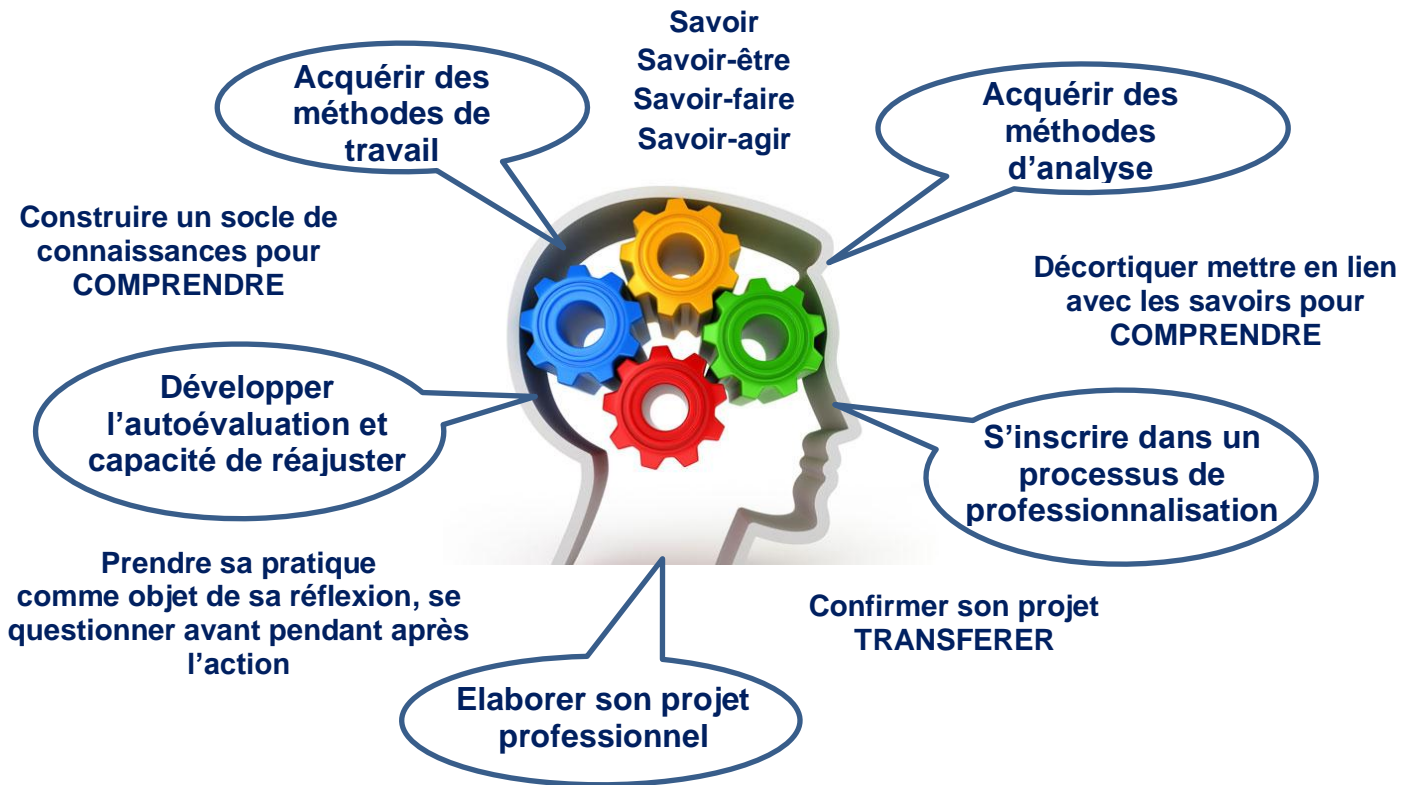 Savoir
Savoir-être
Savoir-faire
Savoir-agir
Acquérir des
méthodes de
travail
Acquérir des
méthodes
d’analyse
Construire un socle de
connaissances pour
COMPRENDRE
Décortiquer mettre en lien
avec les savoirs pour
COMPRENDRE
Développer
l’autoévaluation et
capacité de réajuster
S’inscrire dans un
processus de
professionnalisation
Prendre sa pratique
comme objet de sa réflexion, se
questionner avant pendant après
l’action
Confirmer son projet
TRANSFERER
Elaborer son projet
professionnel